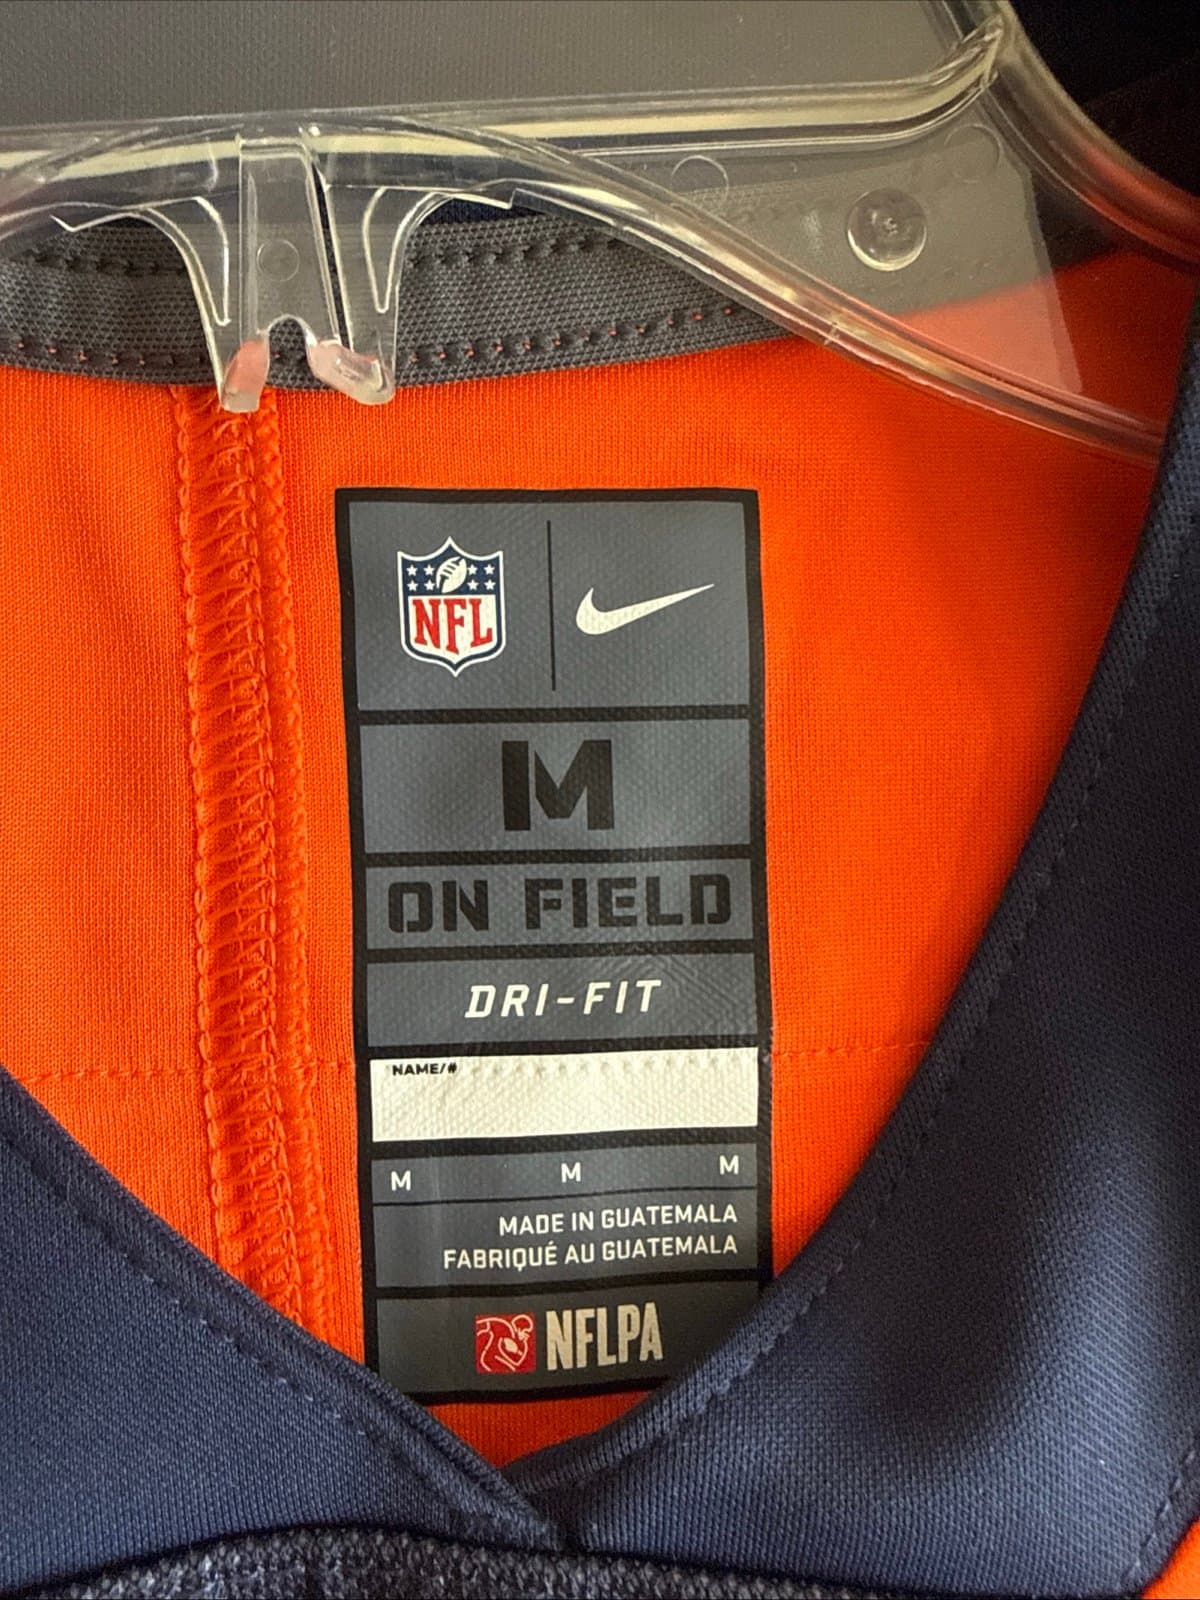 NFL
M
ON FIELD
DRI-FIT
NAME/#
M M M
MADE IN GUATEMALA
FABRIQUÉ AU GUATEMALA
NFLPA